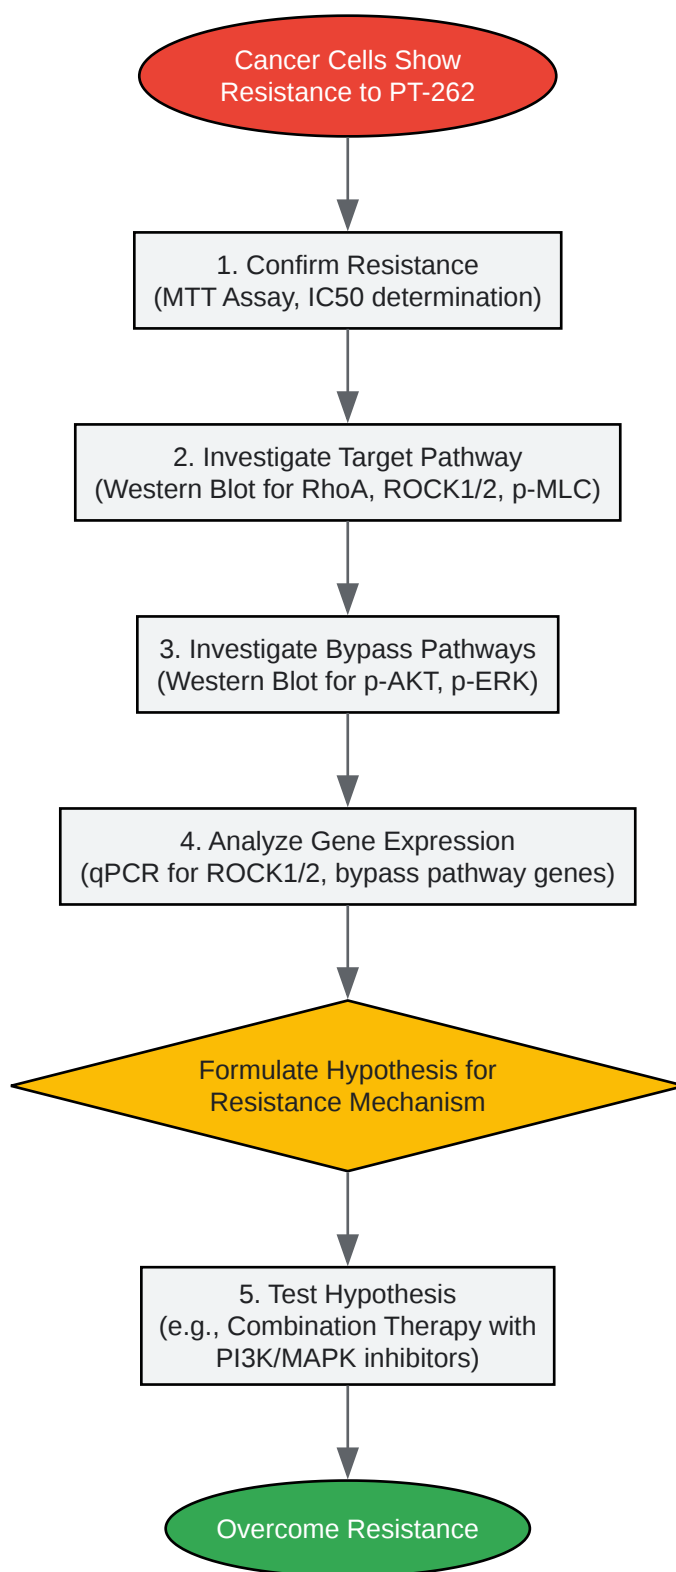 Cancer Cells Show
Resistance to PT-262
1. Confirm Resistance
(MTT Assay, IC50 determination)
2. Investigate Target Pathway
(Western Blot for RhoA, ROCK1/2, p-MLC)
3. Investigate Bypass Pathways
(Western Blot for p-AKT, p-ERK)
4. Analyze Gene Expression
(qPCR for ROCK1/2, bypass pathway genes)
Formulate Hypothesis for
Resistance Mechanism
5. Test Hypothesis
(e.g., Combination Therapy with
PI3K/MAPK inhibitors)
Overcome Resistance